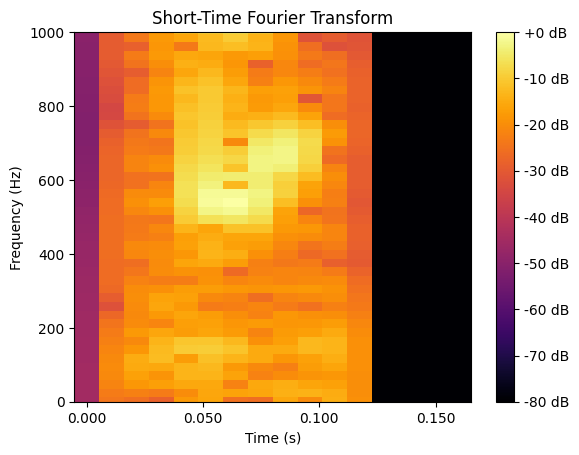 Short-Time Fourier Transform
1000
800
600
400
200
0
Frequency (Hz)
0.000
0.050
0.100
0.150
Time (s)
+0 dB
-10 dB
-20 dB
-30 dB
-40 dB
-50 dB
-60 dB
-70 dB
-80 dB